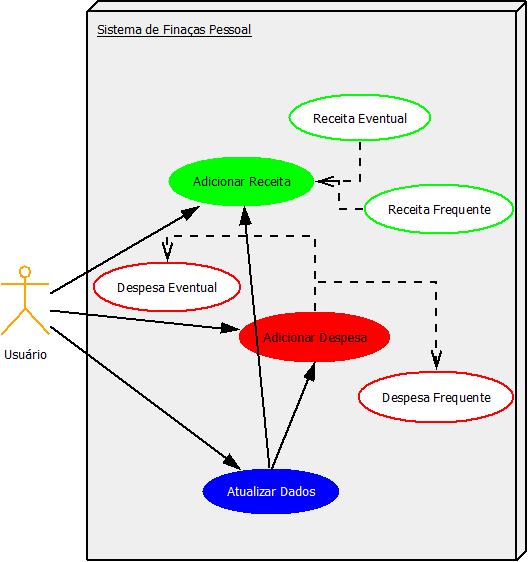 Sistema de Finaças Pessoal
Receita Eventual
Adicionar Receita
Receita Frequente
Despesa Eventual
Adicionar Despesa
Usuário
Despesa Frequente
Atualizar Dados